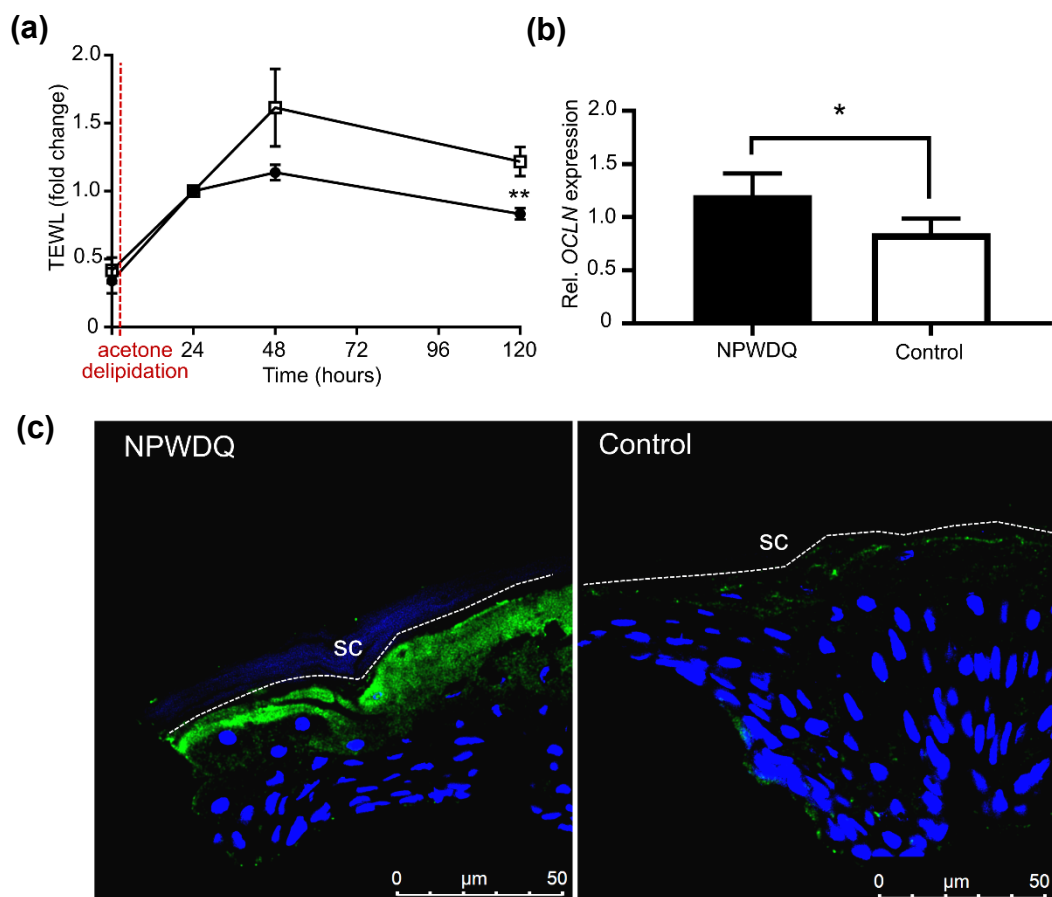 (a)
TEWL (fold change)
2.0
1.5
1.0
0.5
0
**
24 48 72 96 120
acetone
delipidation
Time (hours)
(b)
Rel. OCLN expression
2.0
1.5
1.0
0.5
0
*
NPWDQ Control
(c)
NPWDQ
sc
0 µm 50
Control
sc
0 µm 50